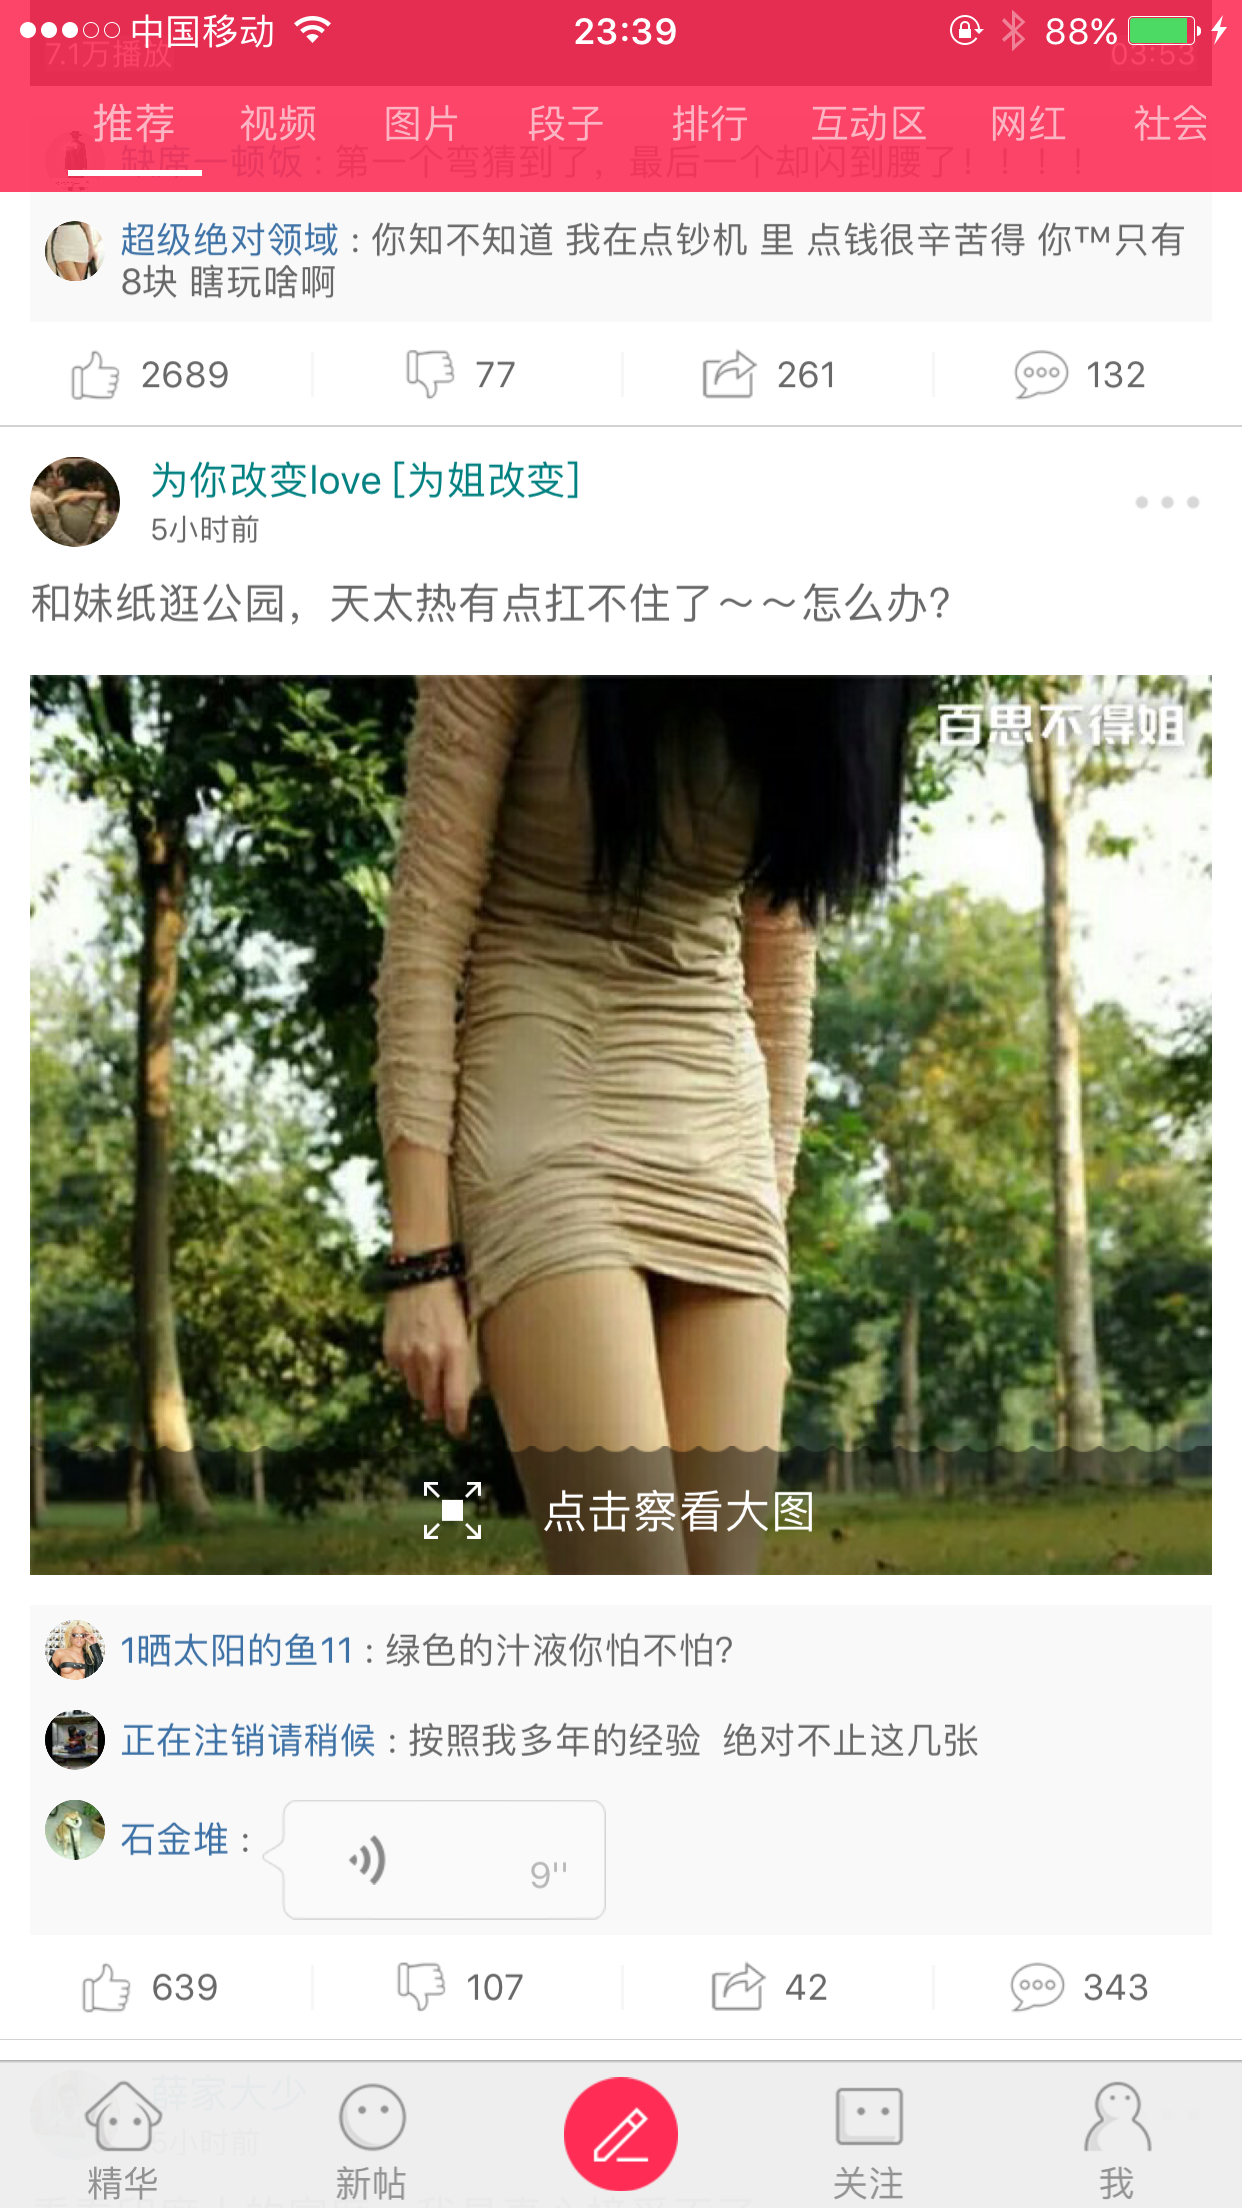 中国移动 23:39 88%
7.1万播放 03:53
推荐 视频 图片 段子 排行 互动区 网红 社会
缺席一顿饭 : 第一个弯猜到了，最后一个却闪到腰了！！！！
超级绝对领域 : 你知不知道 我在点钞机 里 点钱很辛苦得 你™只有
8块 瞎玩啥啊
2689 77 261 132
为你改变love [为姐改变]
5小时前
和妹纸逛公园，天太热有点扛不住了～～怎么办?
百思不得姐
点击察看大图
1晒太阳的鱼11 : 绿色的汁液你怕不怕?
正在注销请稍候 : 按照我多年的经验 绝对不止这几张
石金堆 :
9''
639 107 42 343
薛家大少
5小时前
精华 新帖 关注 我